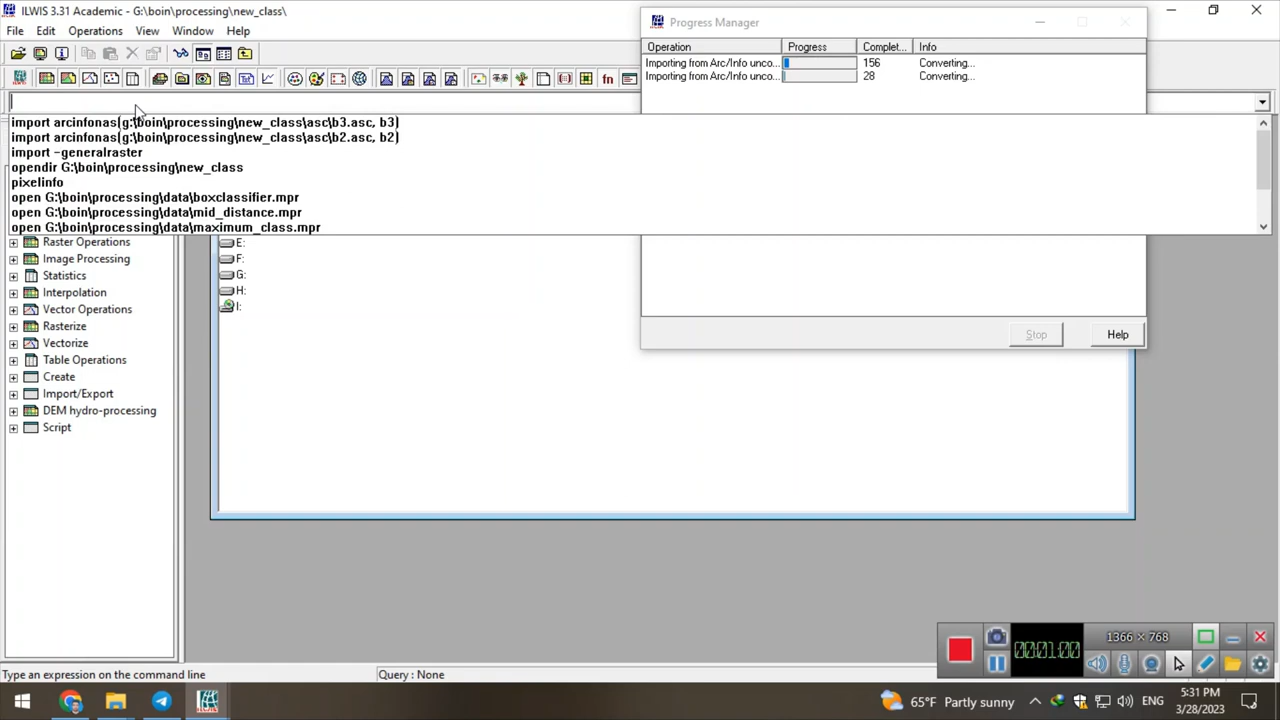 ILWIS 3.31 Academic - G:\boin\processing\new_class\
File Edit Operations View Window Help
Progress Manager
Operation Progress Complet... Info
Importing from Arc/Info unco... 156 Converting...
Importing from Arc/Info unco... 28 Converting...
import arcinfonas(g:\boin\processing\new_class\asc\b3.asc, b3)
import arcinfonas(g:\boin\processing\new_class\asc\b2.asc, b2)
import -generalraster
opendir G:\boin\processing\new_class
pixelinfo
open G:\boin\processing\data\boxclassifier.mpr
open G:\boin\processing\data\mid_distance.mpr
open G:\boin\processing\data\maximum_class.mpr
Raster Operations
Image Processing
Statistics
Interpolation
Vector Operations
Rasterize
Vectorize
Table Operations
Create
Import/Export
DEM hydro-processing
Script
E:
F:
G:
H:
I:
Stop Help
1366 × 768
00:01:00
Type an expression on the command line
Query : None
65°F Partly sunny
ENG
5:31 PM
3/28/2023